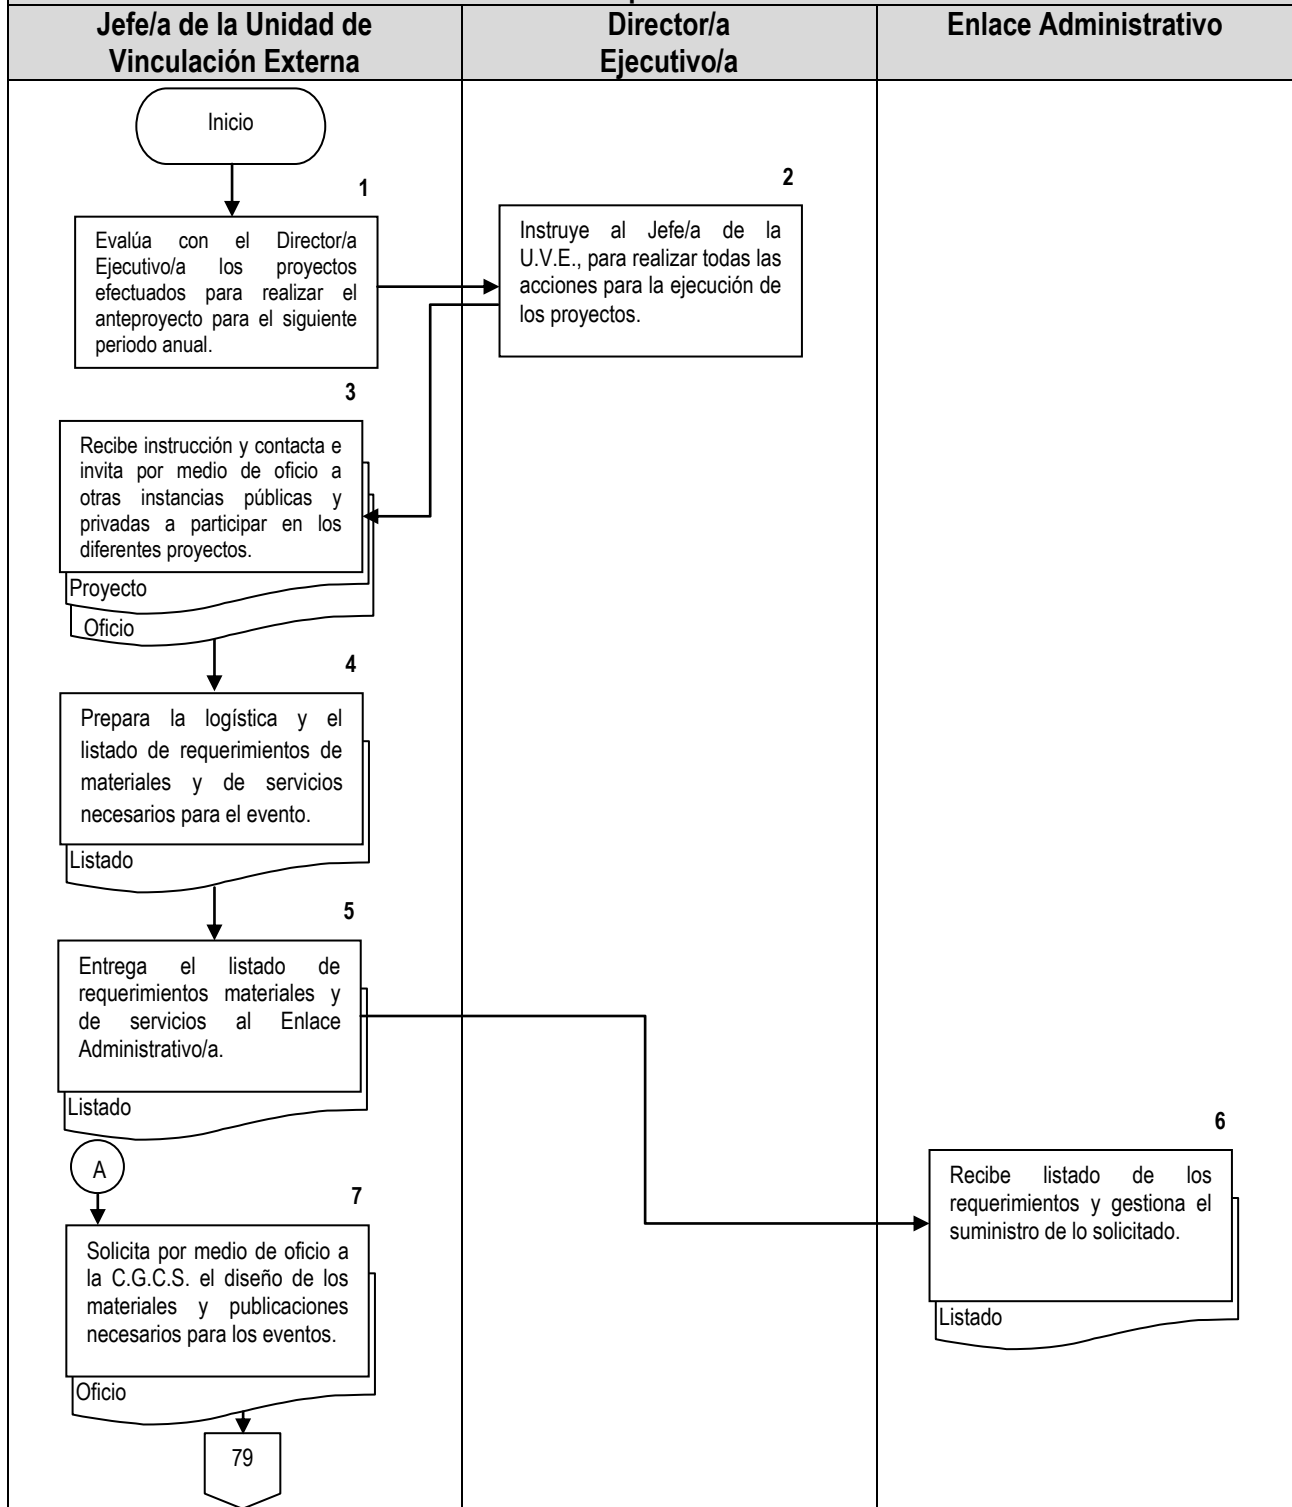 Jefe/a de la Unidad de
Vinculación Externa
Director/a
Ejecutivo/a
Enlace Administrativo
Inicio
1
Evalúa con el Director/a
Ejecutivo/a los proyectos
efectuados para realizar el
anteproyecto para el siguiente
periodo anual.
2
Instruye al Jefe/a de la
U.V.E., para realizar todas las
acciones para la ejecución de
los proyectos.
3
Recibe instrucción y contacta e
invita por medio de oficio a
otras instancias públicas y
privadas a participar en los
diferentes proyectos.
Proyecto
Oficio
4
Prepara la logística y el
listado de requerimientos de
materiales y de servicios
necesarios para el evento.
Listado
5
Entrega el listado de
requerimientos materiales y
de servicios al Enlace
Administrativo/a.
Listado
6
Recibe listado de los
requerimientos y gestiona el
suministro de lo solicitado.
Listado
A
7
Solicita por medio de oficio a
la C.G.C.S. el diseño de los
materiales y publicaciones
necesarios para los eventos.
Oficio
79